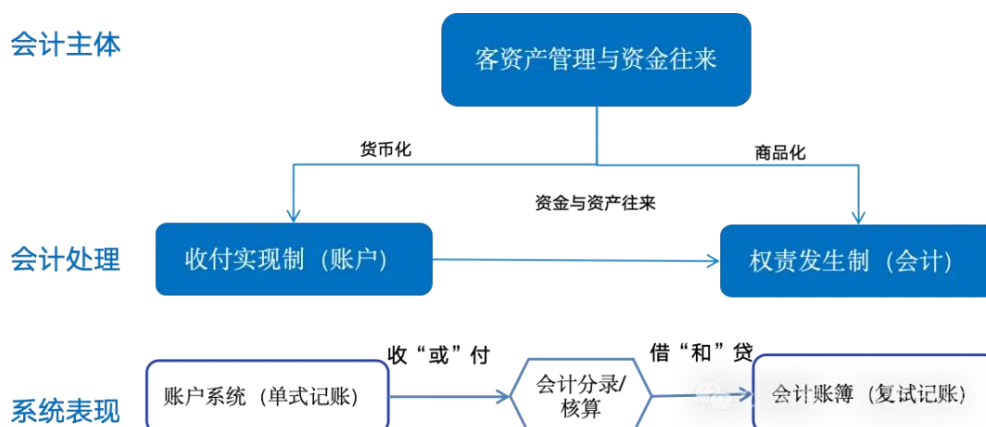 会计主体
客资产管理与资金往来
货币化
商品化
资金与资产往来
会计处理
收付实现制（账户）
权责发生制（会计）
收“或”付
借“和”贷
系统表现
账户系统（单式记账）
会计分录/
核算
会计账簿（复试记账）